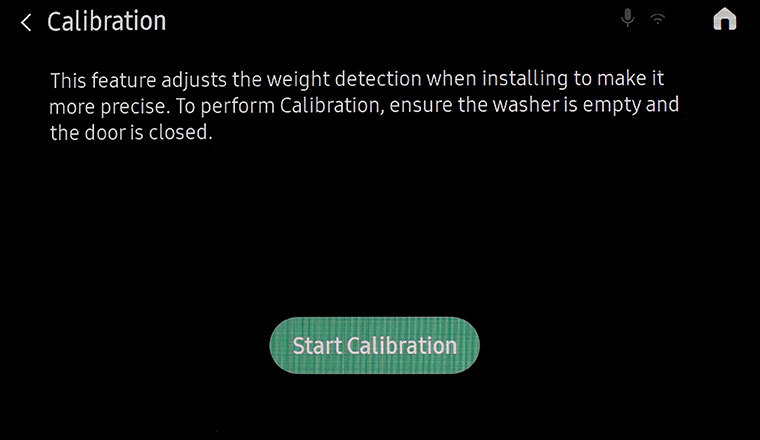 Calibration
This feature adjusts the weight detection when installing to make it
more precise. To perform Calibration, ensure the washer is empty and
the door is closed.
Start Calibration